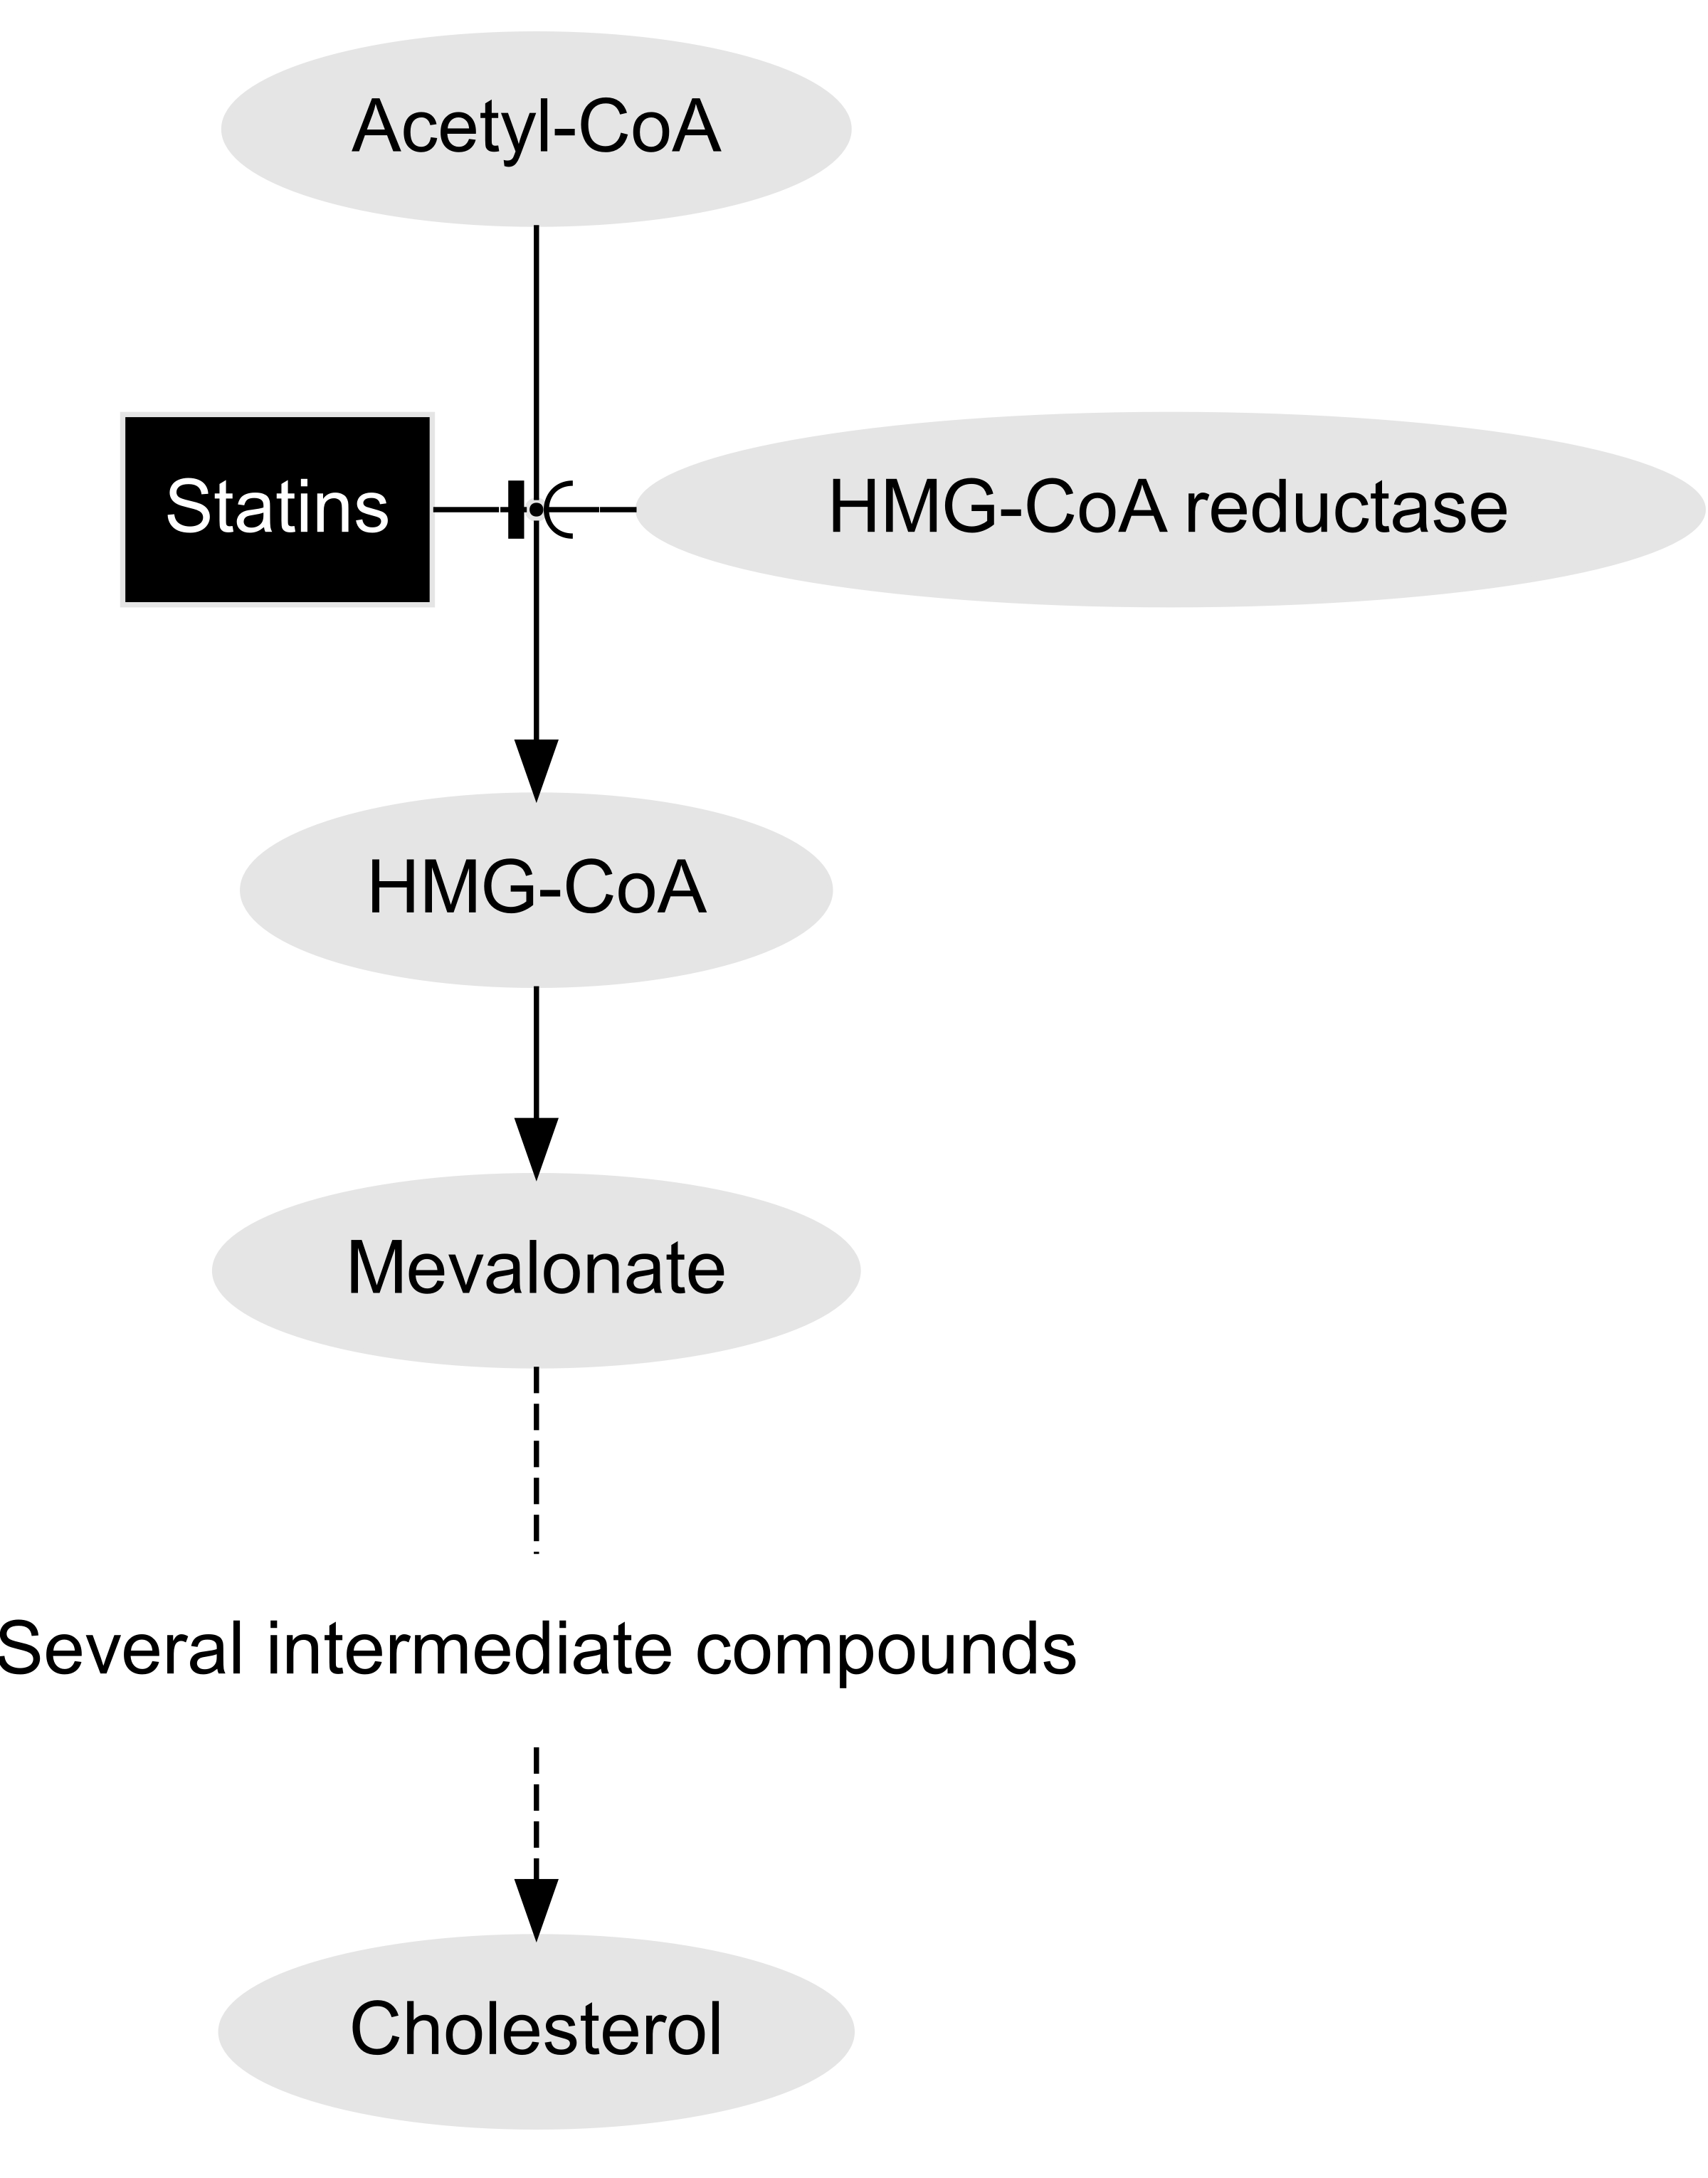 Acetyl-CoA
Statins
HMG-CoA reductase
HMG-CoA
Mevalonate
Several intermediate compounds
Cholesterol